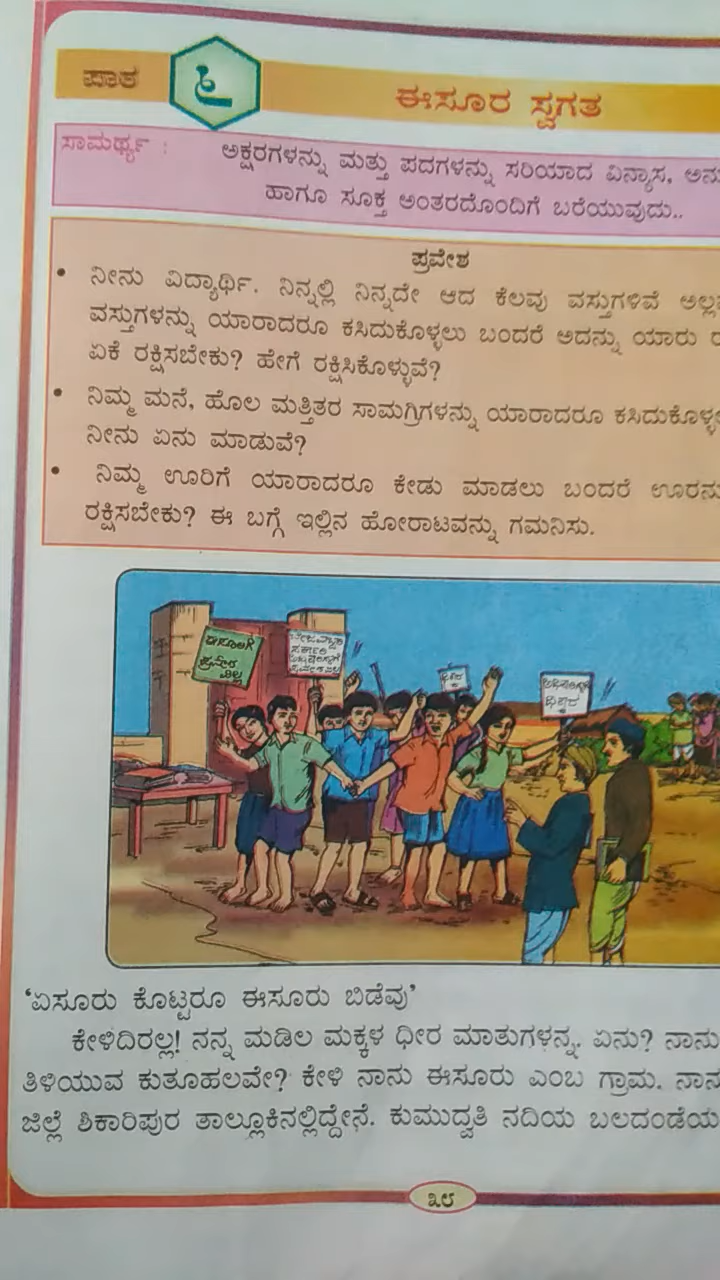 ಪಾಠ ೬
ಈಸೂರ ಸ್ವಗತ
ಸಾಮರ್ಥ್ಯ : ಅಕ್ಷರಗಳನ್ನು ಮತ್ತು ಪದಗಳನ್ನು ಸರಿಯಾದ ವಿನ್ಯಾಸ,
ಹಾಗೂ ಸೂಕ್ತ ಅಂತರದೊಂದಿಗೆ ಬರೆಯುವುದು..
ಪ್ರವೇಶ
• ನೀನು ವಿದ್ಯಾರ್ಥಿ. ನಿನ್ನಲ್ಲಿ ನಿನ್ನದೇ ಆದ ಕೆಲವು ವಸ್ತುಗಳಿವೆ
ವಸ್ತುಗಳನ್ನು ಯಾರಾದರೂ ಕಸಿದುಕೊಳ್ಳಲು ಬಂದರೆ ಅದನ್ನು ಯಾರು
ಏಕೆ ರಕ್ಷಿಸಬೇಕು? ಹೇಗೆ ರಕ್ಷಿಸಿಕೊಳ್ಳುವೆ?
• ನಿಮ್ಮ ಮನೆ, ಹೊಲ ಮತ್ತಿತರ ಸಾಮಗ್ರಿಗಳನ್ನು ಯಾರಾದರೂ
ನೀನು ಏನು ಮಾಡುವೆ?
• ನಿಮ್ಮ ಊರಿಗೆ ಯಾರಾದರೂ ಕೇಡು ಮಾಡಲು ಬಂದರೆ
ರಕ್ಷಿಸಬೇಕು? ಈ ಬಗ್ಗೆ ಇಲ್ಲಿನ ಹೋರಾಟವನ್ನು ಗಮನಿಸು.
ಈಸೂರಿಗೆ
ಪ್ರವೇಶ
ವಿಲ್ಲ
ಧಿಕ್ಕಾರ
'ಏಸೂರು ಕೊಟ್ಟರೂ ಈಸೂರು ಬಿಡೆವು'
ಕೇಳಿದಿರಲ್ಲ! ನನ್ನ ಮಡಿಲ ಮಕ್ಕಳ ಧೀರ ಮಾತುಗಳನ್ನ. ಏನು? ನಾನು
ತಿಳಿಯುವ ಕುತೂಹಲವೇ? ಕೇಳಿ ನಾನು ಈಸೂರು ಎಂಬ ಗ್ರಾಮ.
ಜಿಲ್ಲೆ ಶಿಕಾರಿಪುರ ತಾಲ್ಲೂಕಿನಲ್ಲಿದ್ದೇನೆ. ಕುಮುದ್ವತಿ ನದಿಯ ಬಲದಂಡೆಯ
೩೮